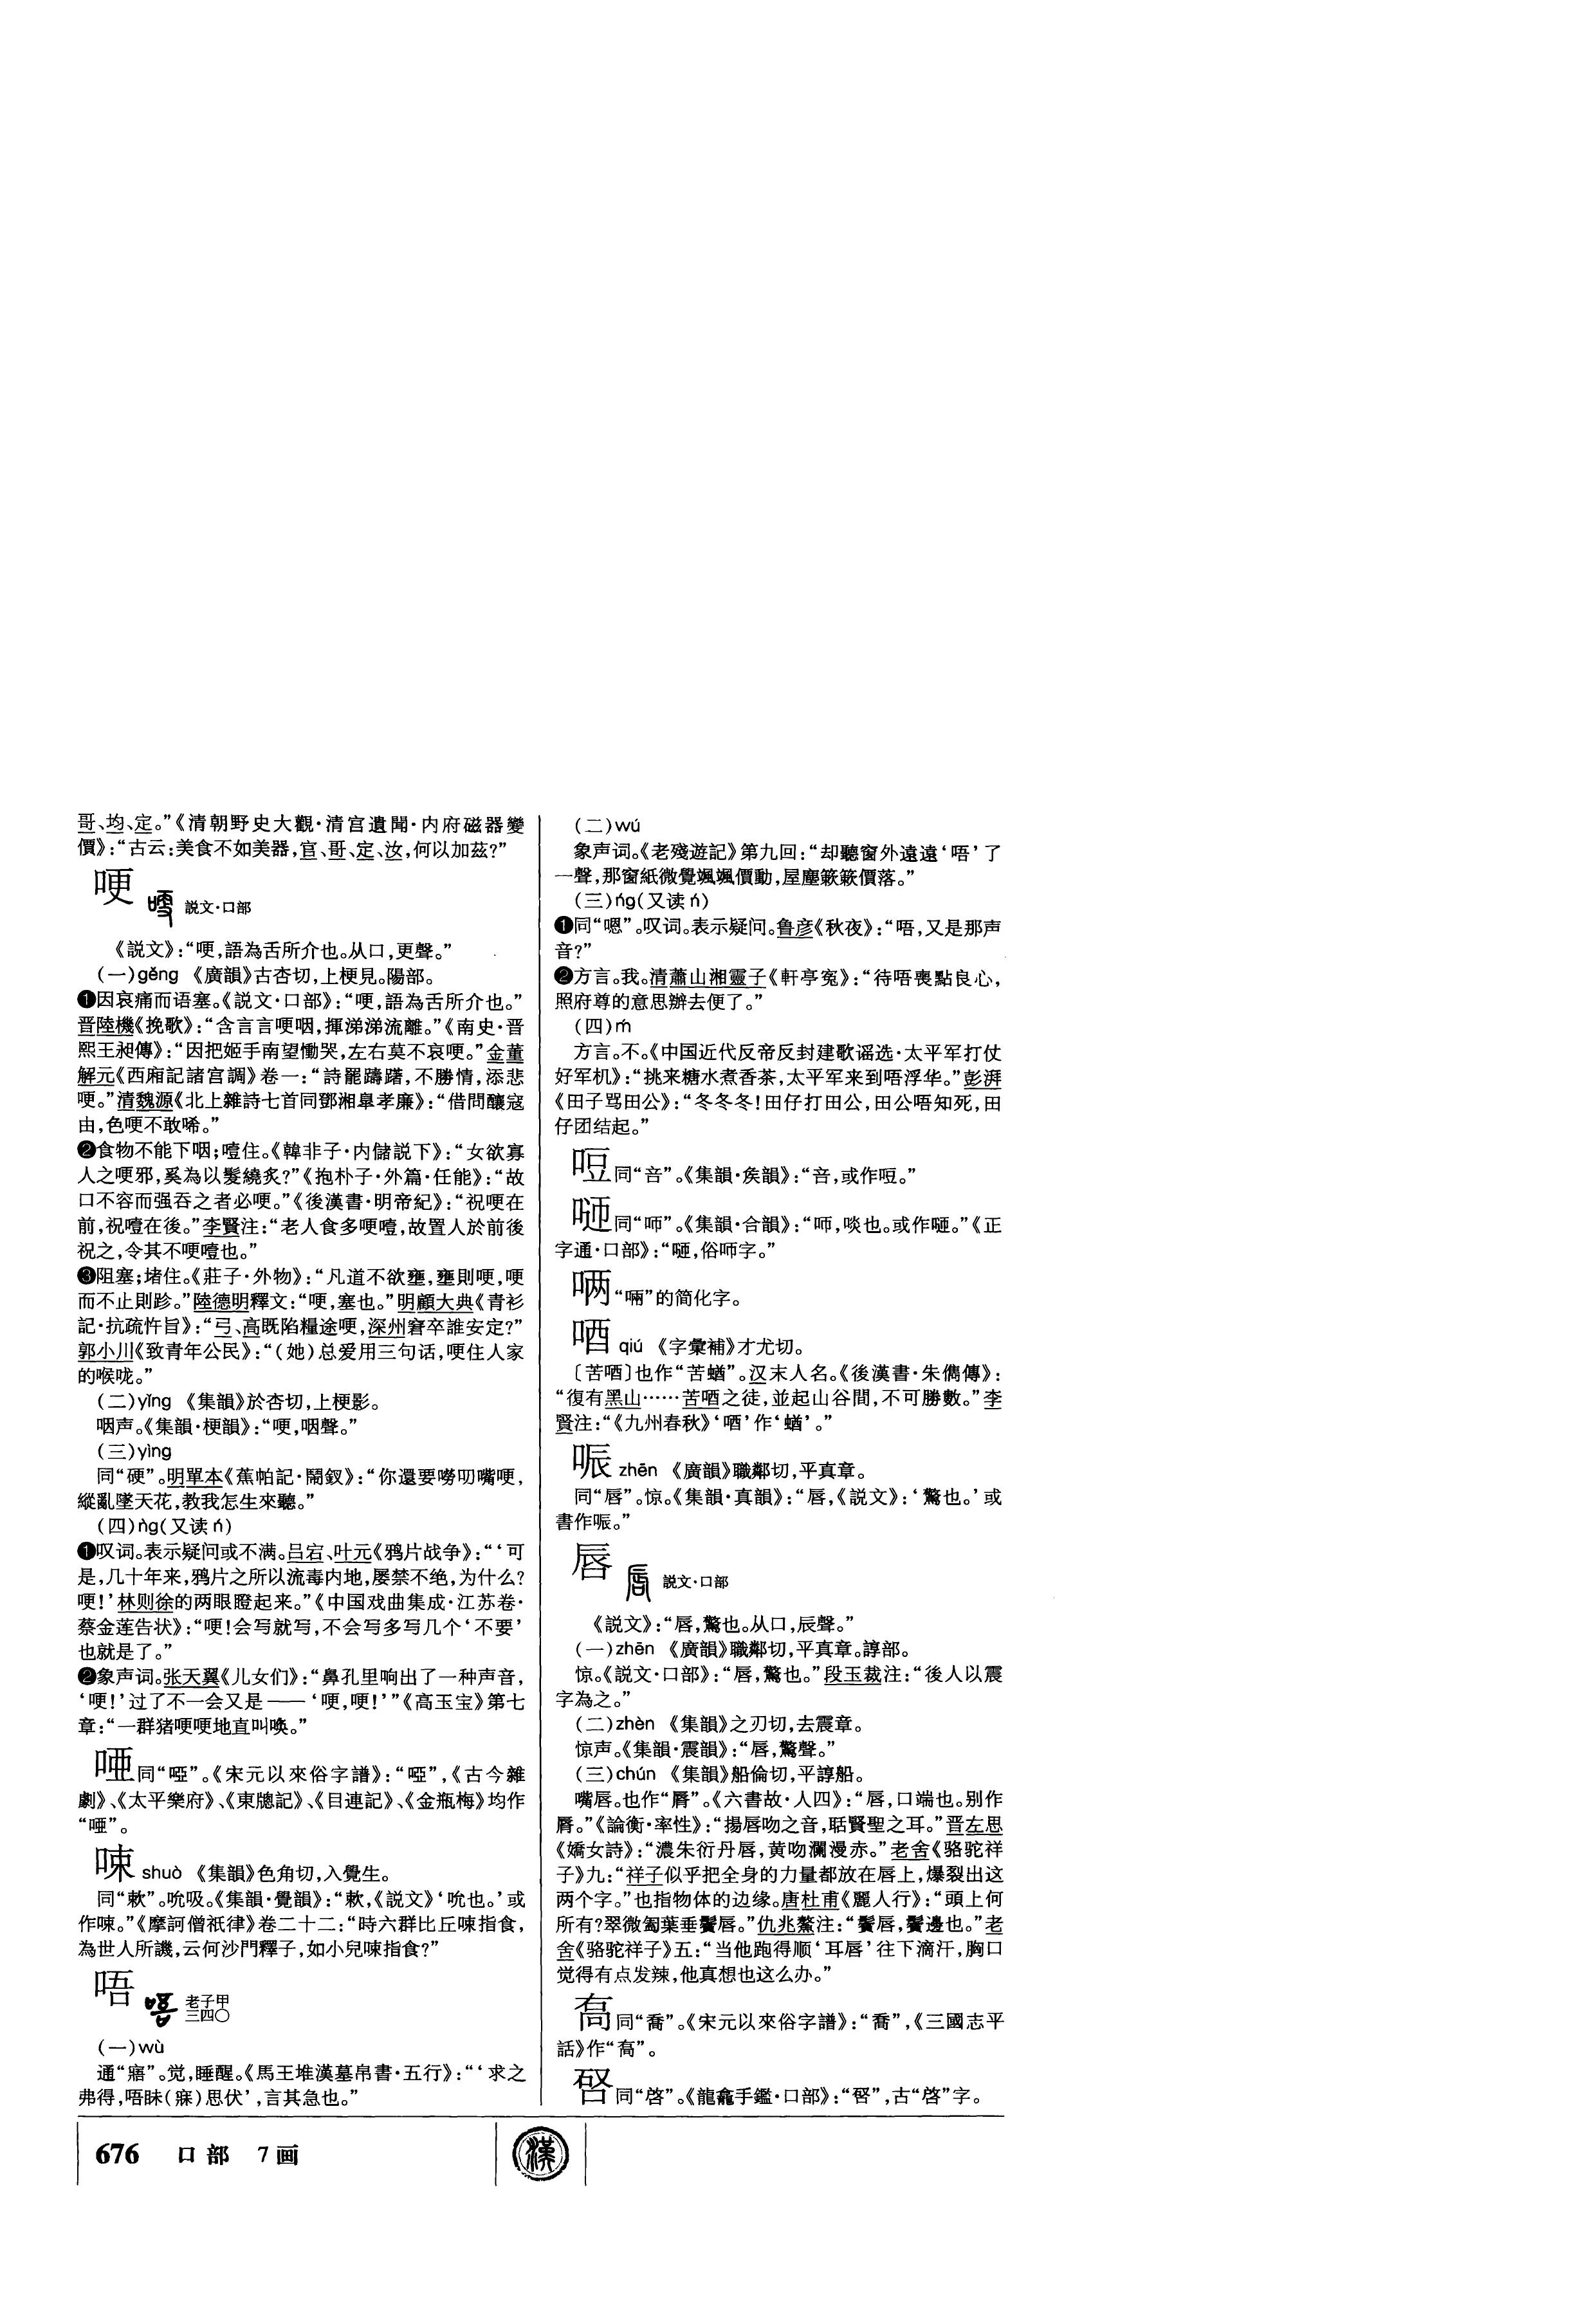 哥、均、定。”《清朝野史大觀·清宫遺聞·内府磁器變
價》：“古云：美食不如美器，官、哥、定、汝，何以加茲？”
哽 説文·口部
《説文》：“哽，語為舌所介也。从口，更聲。”
(一)gěng 《廣韻》古杏切，上梗見。陽部。
❶因哀痛而语塞。《説文·口部》：“哽，語為舌所介也。”
晋陸機《挽歌》：“含言言哽咽，揮涕涕流離。”《南史·晋
熙王昶傳》：“因把姬手南望慟哭，左右莫不哀哽。”金董
解元《西廂記諸宫調》卷一：“詩罷躊躇，不勝情，添悲
哽。”清魏源《北上雜詩七首同鄧湘臯孝廉》：“借問釀寇
由，色哽不敢唏。”
❷食物不能下咽；噎住。《韓非子·内儲説下》：“女欲寡
人之哽邪，奚為以髮繞炙？”《抱朴子·外篇·任能》：“故
口不容而强吞之者必哽。”《後漢書·明帝紀》：“祝哽在
前，祝噎在後。”李賢注：“老人食多哽噎，故置人於前後
祝之，令其不哽噎也。”
❸阻塞；堵住。《莊子·外物》：“凡道不欲壅，壅則哽，哽
而不止則跈。”陸德明釋文：“哽，塞也。”明顧大典《青衫
記·抗疏忤旨》：“弓、高既陷糧途哽，深州窘卒誰安定？”
郭小川《致青年公民》：“(她)总爱用三句话，哽住人家
的喉咙。”
(二)yǐng 《集韻》於杏切，上梗影。
咽声。《集韻·梗韻》：“哽，咽聲。”
(三)yìng
同“硬”。明單本《蕉帕記·鬧釵》：“你還要嘮叨嘴哽，
縱亂墜天花，教我怎生來聽。”
(四)ǹg(又读ń)
❶叹词。表示疑问或不满。吕宕、叶元《鸦片战争》：“‘可
是，几十年来，鸦片之所以流毒内地，屡禁不绝，为什么？
哽！’林则徐的两眼瞪起来。”《中国戏曲集成·江苏卷·
蔡金莲告状》：“哽！会写就写，不会写多写几个‘不要’
也就是了。”
❷象声词。张天翼《儿女们》：“鼻孔里响出了一种声音，
‘哽！’过了不一会又是——‘哽，哽！’”《高玉宝》第七
章：“一群猪哽哽地直叫唤。”
唖同“啞”。《宋元以來俗字譜》：“啞”，《古今雜
劇》、《太平樂府》、《東牕記》、《目連記》、《金瓶梅》均作
“唖”。
㖛 shuò 《集韻》色角切，入覺生。
同“欶”。吮吸。《集韻·覺韻》：“欶，《説文》‘吮也。’或
作㖛。”《摩訶僧祇律》卷二十二：“時六群比丘㖛指食，
為世人所譏，云何沙門釋子，如小兒㖛指食？”
唔 老子甲
三四〇
(一)wù
通“寤”。觉，睡醒。《馬王堆漢墓帛書·五行》：“‘求之
弗得，唔眛(寐)思伏’，言其急也。”
(二)wú
象声词。《老殘遊記》第九回：“却聽窗外遠遠‘唔’了
一聲，那窗紙微覺颯颯價動，屋塵簌簌價落。”
(三)ńg(又读ń)
❶同“嗯”。叹词。表示疑问。鲁彦《秋夜》：“唔，又是那声
音？”
❷方言。我。清蕭山湘靈子《軒亭冤》：“待唔喪點良心，
照府尊的意思辦去便了。”
(四)ḿ
方言。不。《中国近代反帝反封建歌谣选·太平军打仗
好军机》：“挑来糖水煮香茶，太平军来到唔浮华。”彭湃
《田子骂田公》：“冬冬冬！田仔打田公，田公唔知死，田
仔团结起。”
哣同“咅”。《集韻·矦韻》：“咅，或作哣。”
𠵍同“咂”。《集韻·合韻》：“咂，啖也。或作𠵍。”《正
字通·口部》：“𠵍，俗咂字。”
唡“啢”的简化字。
唒 qiú 《字彙補》才尤切。
〔苦唒〕也作“苦蝤”。汉末人名。《後漢書·朱儁傳》：
“復有黑山……苦唒之徒，並起山谷間，不可勝數。”李
賢注：“《九州春秋》‘唒’作‘蝤’。”
㖘 zhēn 《廣韻》職鄰切，平真章。
同“唇”。惊。《集韻·真韻》：“唇，《説文》：‘驚也。’或
書作㖘。”
唇 説文·口部
《説文》：“唇，驚也。从口，辰聲。”
(一)zhēn 《廣韻》職鄰切，平真章。諄部。
惊。《説文·口部》：“唇，驚也。”段玉裁注：“後人以震
字為之。”
(二)zhèn 《集韻》之刃切，去震章。
惊声。《集韻·震韻》：“唇，驚聲。”
(三)chún 《集韻》船倫切，平諄船。
嘴唇。也作“脣”。《六書故·人四》：“唇，口端也。别作
脣。”《論衡·率性》：“揚唇吻之音，聒賢聖之耳。”晋左思
《嬌女詩》：“濃朱衍丹唇，黄吻瀾漫赤。”老舍《骆驼祥
子》九：“祥子似乎把全身的力量都放在唇上，爆裂出这
两个字。”也指物体的边缘。唐杜甫《麗人行》：“頭上何
所有？翠微㔩葉垂鬢唇。”仇兆鰲注：“鬢唇，鬢邊也。”老
舍《骆驼祥子》五：“当他跑得顺‘耳唇’往下滴汗，胸口
觉得有点发辣，他真想也这么办。”
㕾同“喬”。《宋元以來俗字譜》：“喬”，《三國志平
話》作“㕾”。
唘同“啓”。《龍龕手鑑·口部》：“唘”，古“啓”字。
676 口部 7画
漢